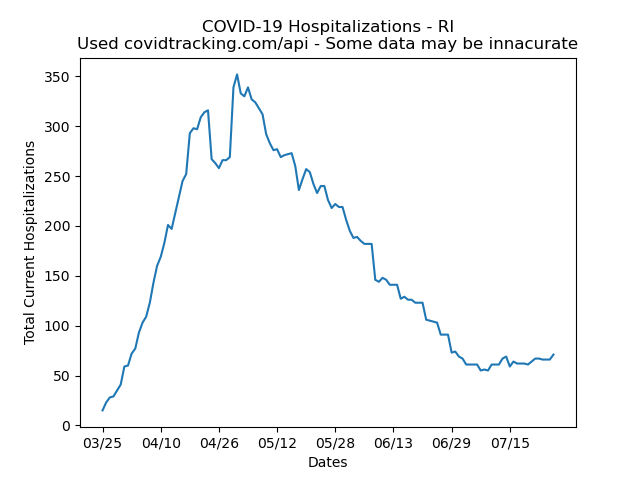 COVID-19 Hospitalizations - RI
Used covidtracking.com/api - Some data may be innacurate
Total Current Hospitalizations
350
300
250
200
150
100
50
0
03/25 04/10 04/26 05/12 05/28 06/13 06/29 07/15
Dates